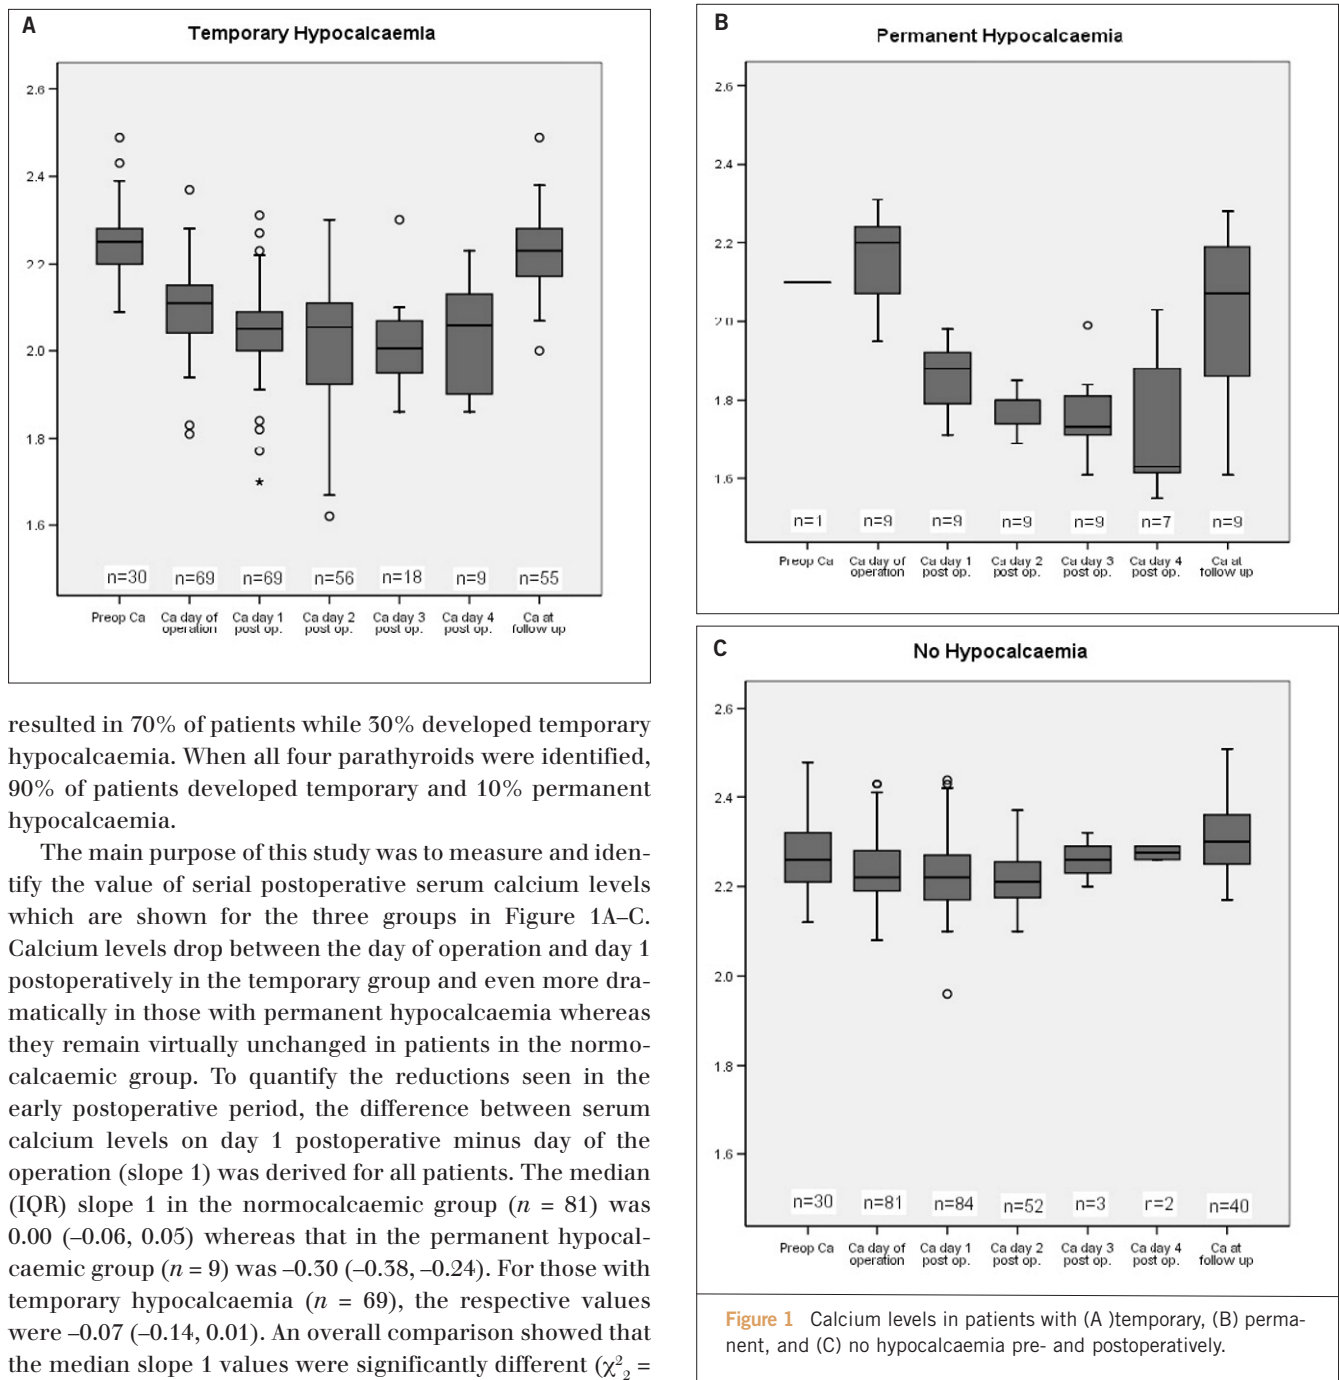 A
Temporary Hypocalcaemia
2.6
2.4
2.2
2.0
1.8
1.6
n=30 n=69 n=69 n=56 n=18 n=9 n=55
Preop Ca Ca day of operation Ca day 1 post op. Ca day 2 post op. Ca day 3 post op. Ca day 4 post op. Ca at follow up
resulted in 70% of patients while 30% developed temporary
hypocalcaemia. When all four parathyroids were identified,
90% of patients developed temporary and 10% permanent
hypocalcaemia.
The main purpose of this study was to measure and iden-
tify the value of serial postoperative serum calcium levels
which are shown for the three groups in Figure 1A–C.
Calcium levels drop between the day of operation and day 1
postoperatively in the temporary group and even more dra-
matically in those with permanent hypocalcaemia whereas
they remain virtually unchanged in patients in the normo-
calcaemic group. To quantify the reductions seen in the
early postoperative period, the difference between serum
calcium levels on day 1 postoperative minus day of the
operation (slope 1) was derived for all patients. The median
(IQR) slope 1 in the normocalcaemic group (n = 81) was
0.00 (–0.06, 0.05) whereas that in the permanent hypocal-
caemic group (n = 9) was –0.30 (–0.38, –0.24). For those with
temporary hypocalcaemia (n = 69), the respective values
were –0.07 (–0.14, 0.01). An overall comparison showed that
the median slope 1 values were significantly different (χ²₂ =
B
Permanent Hypocalcaemia
2.6
2.4
2.2
2.0
1.8
1.6
n=1 n=9 n=9 n=9 n=9 n=7 n=9
Preop Ca Ca day of operation Ca day 1 post op. Ca day 2 post op. Ca day 3 post op. Ca day 4 post op. Ca at follow up
C
No Hypocalcaemia
2.6
2.4
2.2
2.0
1.8
1.6
n=30 n=81 n=84 n=52 n=3 r=2 n=40
Preop Ca Ca day of operation Ca day 1 post op. Ca day 2 post op. Ca day 3 post op. Ca day 4 post op. Ca at follow up
Figure 1 Calcium levels in patients with (A )temporary, (B) perma-
nent, and (C) no hypocalcaemia pre- and postoperatively.